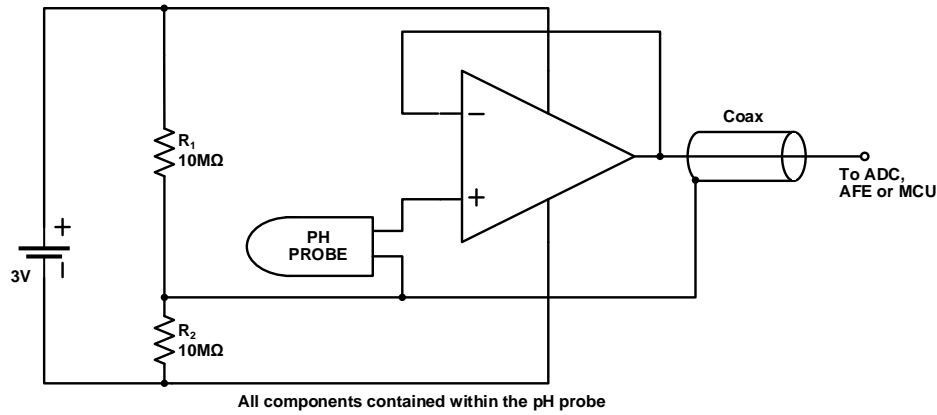 R1
10MΩ
+
3V
−
PH
PROBE
−
+
Coax
To ADC,
AFE or MCU
R2
10MΩ
All components contained within the pH probe